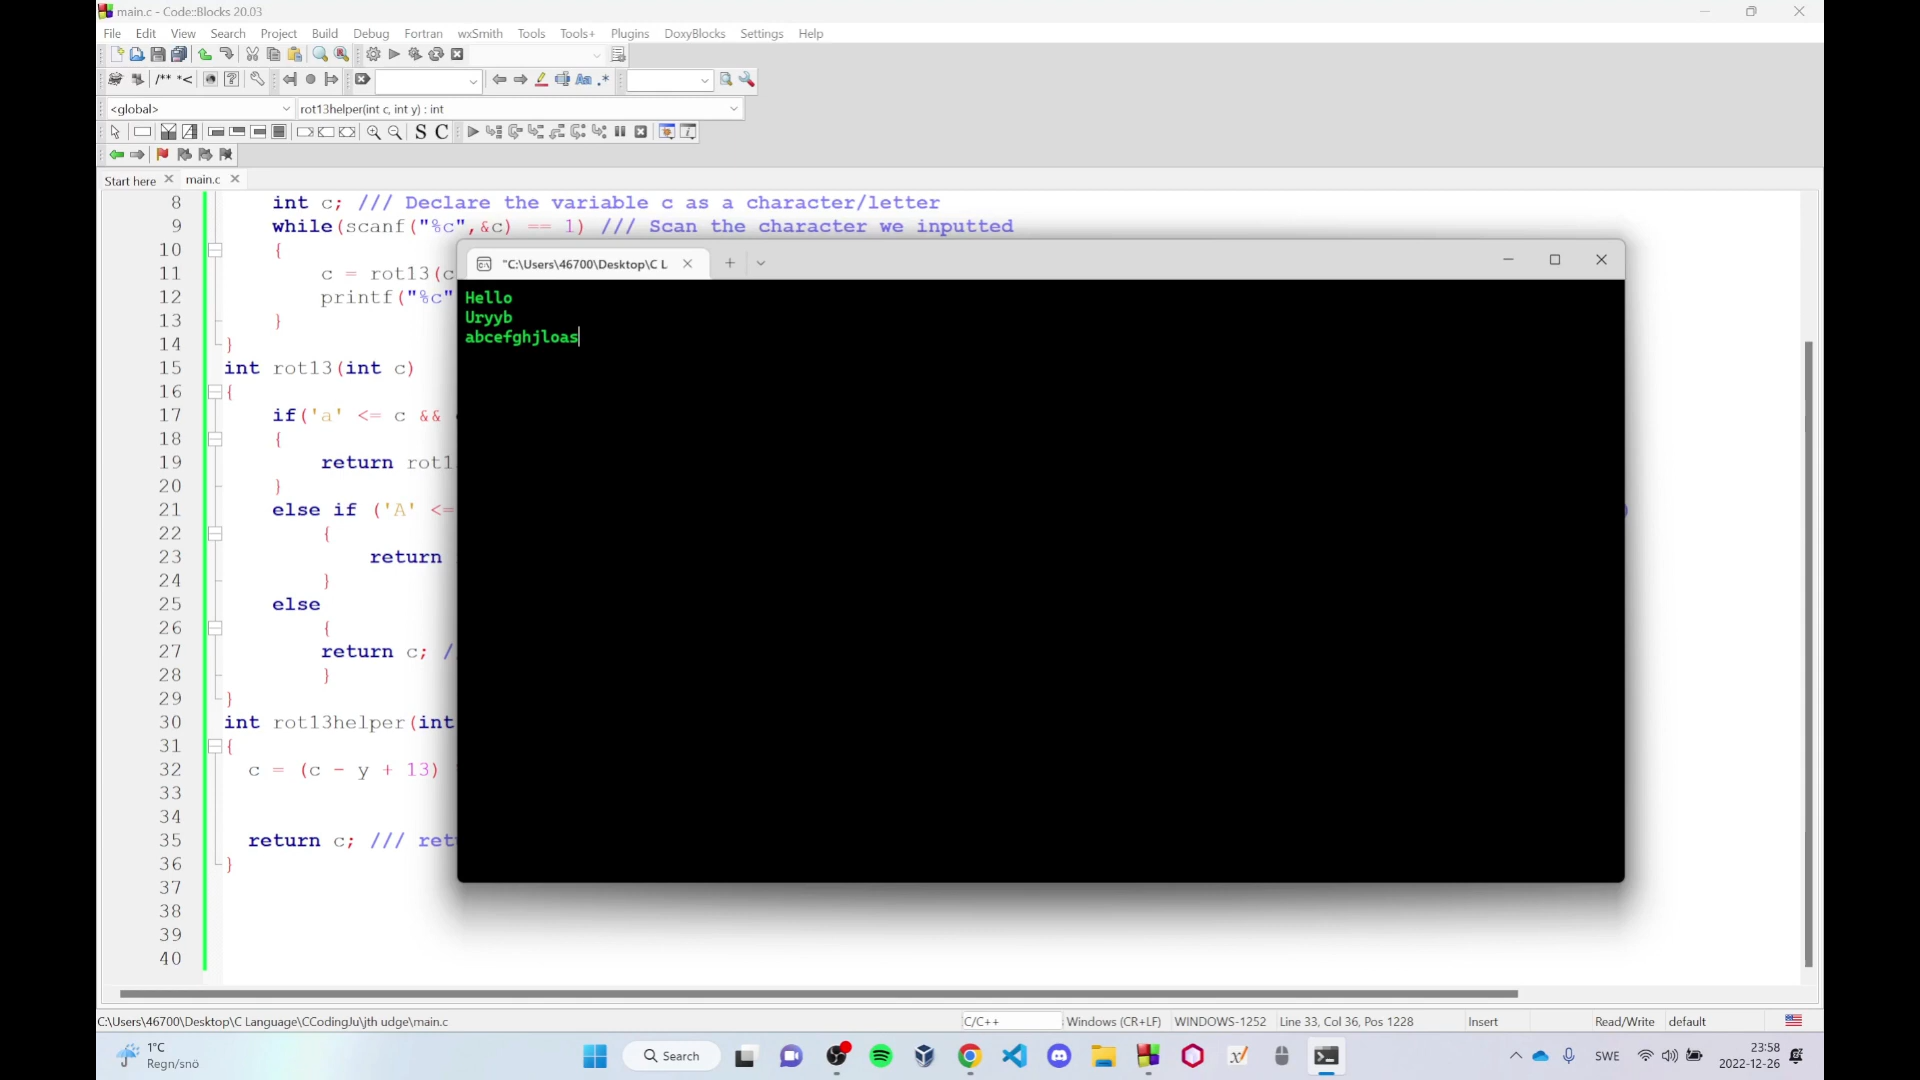 main.c - Code::Blocks 20.03
File Edit View Search Project Build Debug Fortran wxSmith Tools Tools+ Plugins DoxyBlocks Settings Help
/** *<
Aa .*
<global> rot13helper(int c, int y) : int
S C
Start here main.c
8 int c; /// Declare the variable c as a character/letter
9 while(scanf("%c",&c) == 1) /// Scan the character we inputted
10 {
11 c = rot13(c
12 printf("%c"
13 }
14 }
15 int rot13(int c)
16 {
17 if('a' <= c &&
18 {
19 return rot1
20 }
21 else if ('A' <=
22 {
23 return
24 }
25 else
26 {
27 return c; /
28 }
29 }
30 int rot13helper(int
31 {
32 c = (c - y + 13)
33
34
35 return c; /// ret
36 }
37
38
39
40
"C:\Users\46700\Desktop\C L
Hello
Uryyb
abcefghjloas
C:\Users\46700\Desktop\C Language\CCodingJu\jth udge\main.c C/C++ Windows (CR+LF) WINDOWS-1252 Line 33, Col 36, Pos 1228 Insert Read/Write default
1°C
Regn/snö
Search
SWE
23:58
2022-12-26